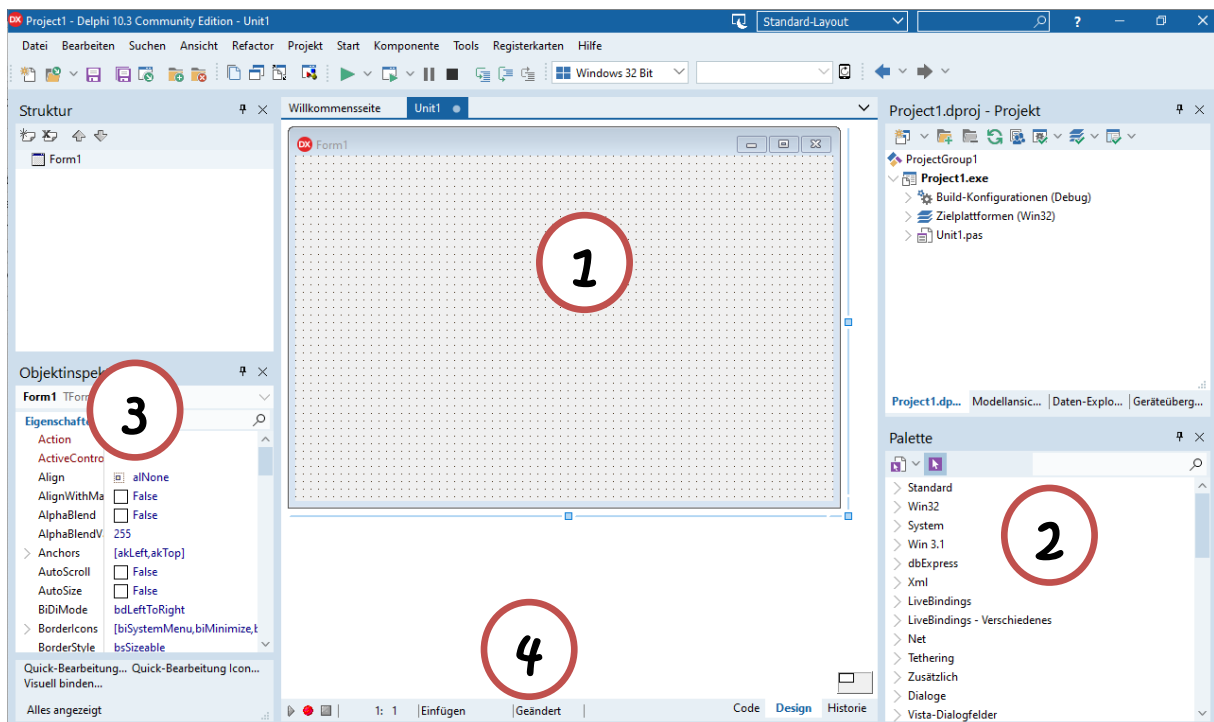 DX Project1 - Delphi 10.3 Community Edition - Unit1
Standard-Layout
?
Datei Bearbeiten Suchen Ansicht Refactor Projekt Start Komponente Tools Registerkarten Hilfe
Windows 32 Bit
Struktur
Form1
Objektinspek
Form1 TForm
Eigenschafte
Action
ActiveContro
Align alNone
AlignWithMa False
AlphaBlend False
AlphaBlendV 255
Anchors [akLeft,akTop]
AutoScroll False
AutoSize False
BiDiMode bdLeftToRight
BorderIcons [biSystemMenu,biMinimize,b
BorderStyle bsSizeable
Quick-Bearbeitung... Quick-Bearbeitung Icon...
Visuell binden...
Alles angezeigt
3
Willkommensseite Unit1
DX Form1
1
4
1: 1 Einfügen Geändert
Code Design Historie
Project1.dproj - Projekt
ProjectGroup1
Project1.exe
Build-Konfigurationen (Debug)
Zielplattformen (Win32)
Unit1.pas
Project1.dp... Modellansic... Daten-Explo... Geräteüberg...
Palette
Standard
Win32
System
Win 3.1
dbExpress
Xml
LiveBindings
LiveBindings - Verschiedenes
Net
Tethering
Zusätzlich
Dialoge
Vista-Dialogfelder
2